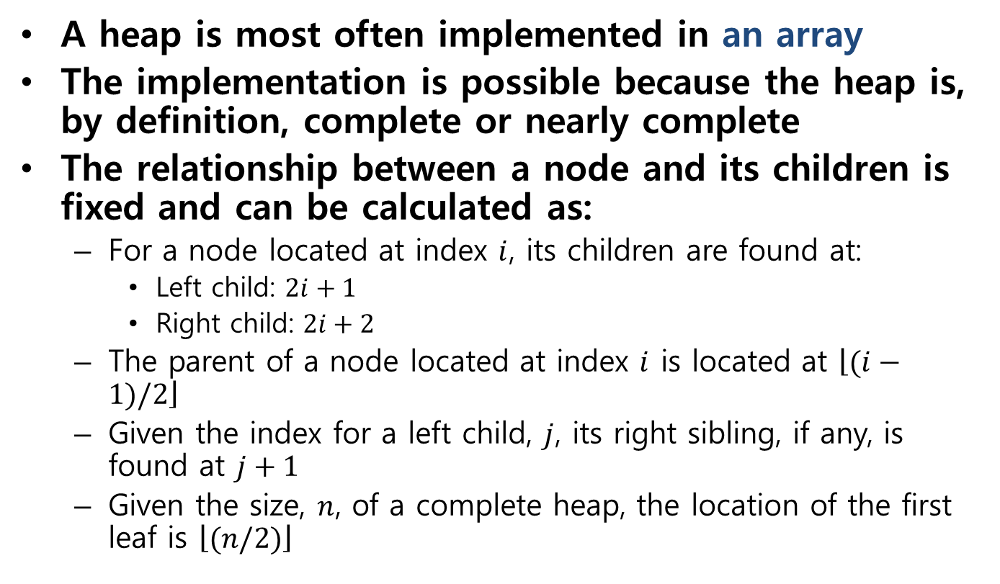 • A heap is most often implemented in an array
• The implementation is possible because the heap is,
by definition, complete or nearly complete
• The relationship between a node and its children is
fixed and can be calculated as:
– For a node located at index 𝑖, its children are found at:
• Left child: 2𝑖 + 1
• Right child: 2𝑖 + 2
– The parent of a node located at index 𝑖 is located at ⌊(𝑖 −
1)/2⌋
– Given the index for a left child, 𝑗, its right sibling, if any, is
found at 𝑗 + 1
– Given the size, 𝑛, of a complete heap, the location of the first
leaf is ⌊(𝑛/2)⌋